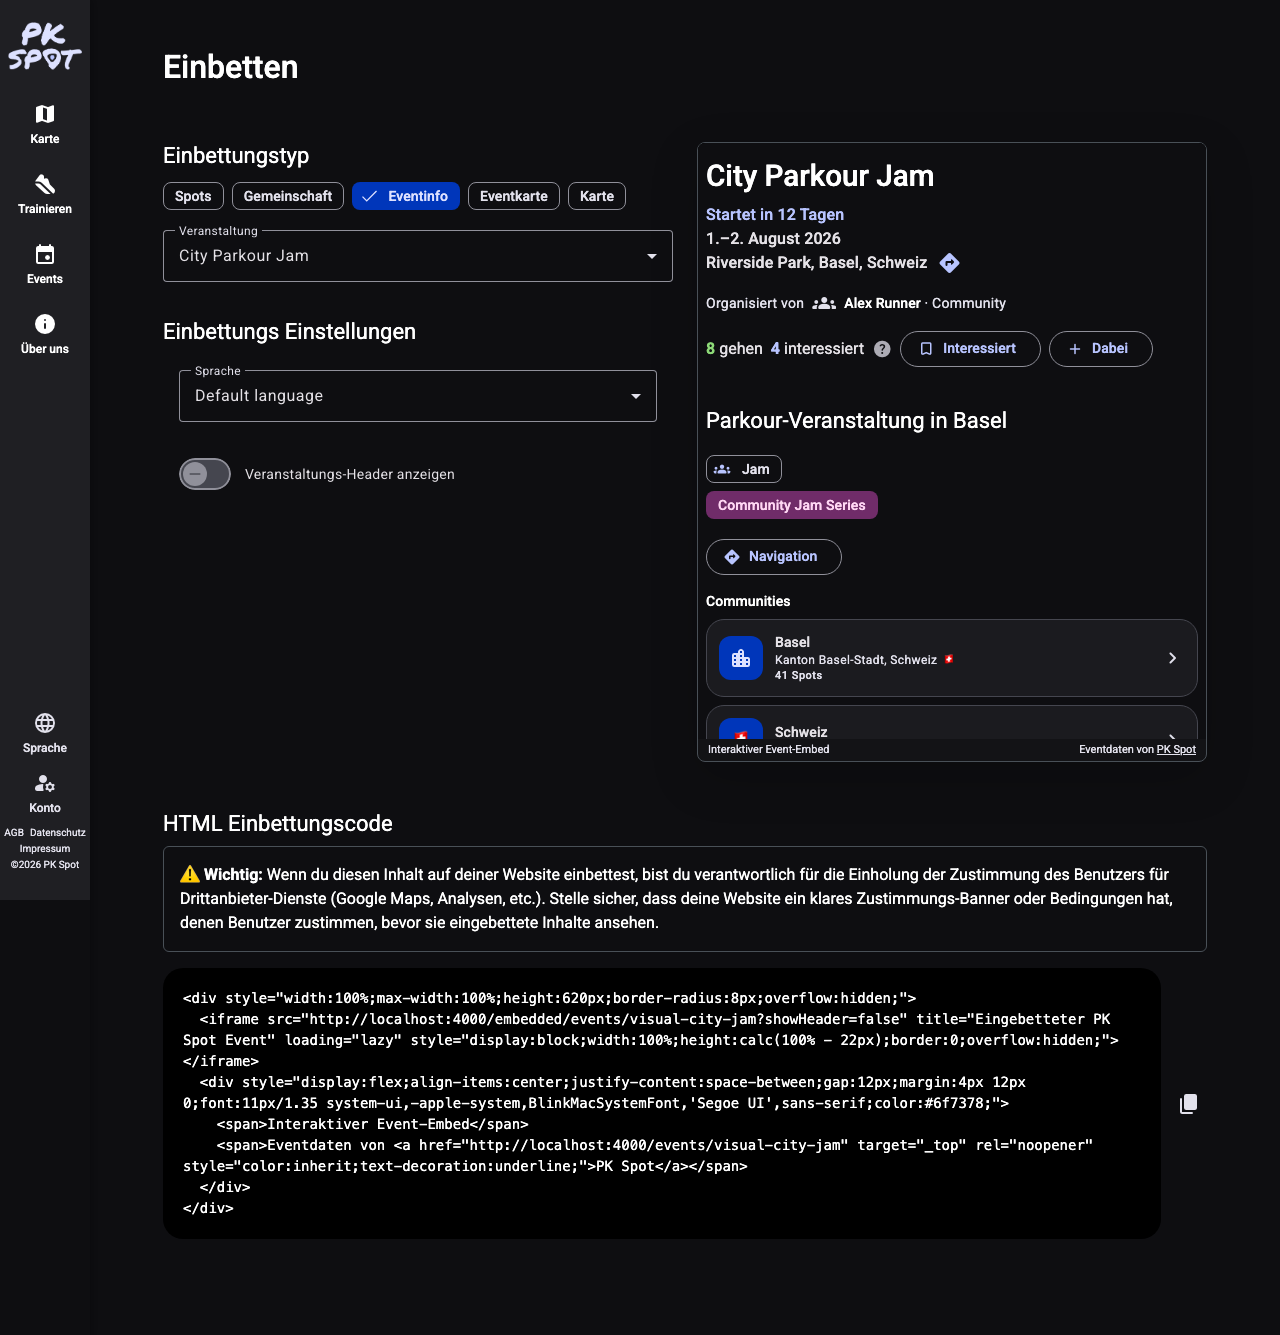 PK
SPOT
Karte
Trainieren
Events
Über uns
Sprache
Konto
AGB Datenschutz
Impressum
©2026 PK Spot
Einbetten
Einbettungstyp
Spots
Gemeinschaft
Eventinfo
Eventkarte
Karte
Veranstaltung
City Parkour Jam
Einbettungs Einstellungen
Sprache
Default language
Veranstaltungs-Header anzeigen
City Parkour Jam
Startet in 12 Tagen
1.–2. August 2026
Riverside Park, Basel, Schweiz
Organisiert von Alex Runner · Community
8 gehen 4 interessiert ? Interessiert Dabei
Parkour-Veranstaltung in Basel
Jam
Community Jam Series
Navigation
Communities
Basel
Kanton Basel-Stadt, Schweiz
41 Spots
Schweiz
Interaktiver Event-Embed
Eventdaten von PK Spot
HTML Einbettungscode
⚠️ Wichtig: Wenn du diesen Inhalt auf deiner Website einbettest, bist du verantwortlich für die Einholung der Zustimmung des Benutzers für
Drittanbieter-Dienste (Google Maps, Analysen, etc.). Stelle sicher, dass deine Website ein klares Zustimmungs-Banner oder Bedingungen hat,
denen Benutzer zustimmen, bevor sie eingebettete Inhalte ansehen.
<div style="width:100%;max-width:100%;height:620px;border-radius:8px;overflow:hidden;">
  <iframe src="http://localhost:4000/embedded/events/visual-city-jam?showHeader=false" title="Eingebetteter PK
Spot Event" loading="lazy" style="display:block;width:100%;height:calc(100% - 22px);border:0;overflow:hidden;">
</iframe>
  <div style="display:flex;align-items:center;justify-content:space-between;gap:12px;margin:4px 12px
0;font:11px/1.35 system-ui,-apple-system,BlinkMacSystemFont,'Segoe UI',sans-serif;color:#6f7378;">
    <span>Interaktiver Event-Embed</span>
    <span>Eventdaten von <a href="http://localhost:4000/events/visual-city-jam" target="_top" rel="noopener"
style="color:inherit;text-decoration:underline;">PK Spot</a></span>
  </div>
</div>